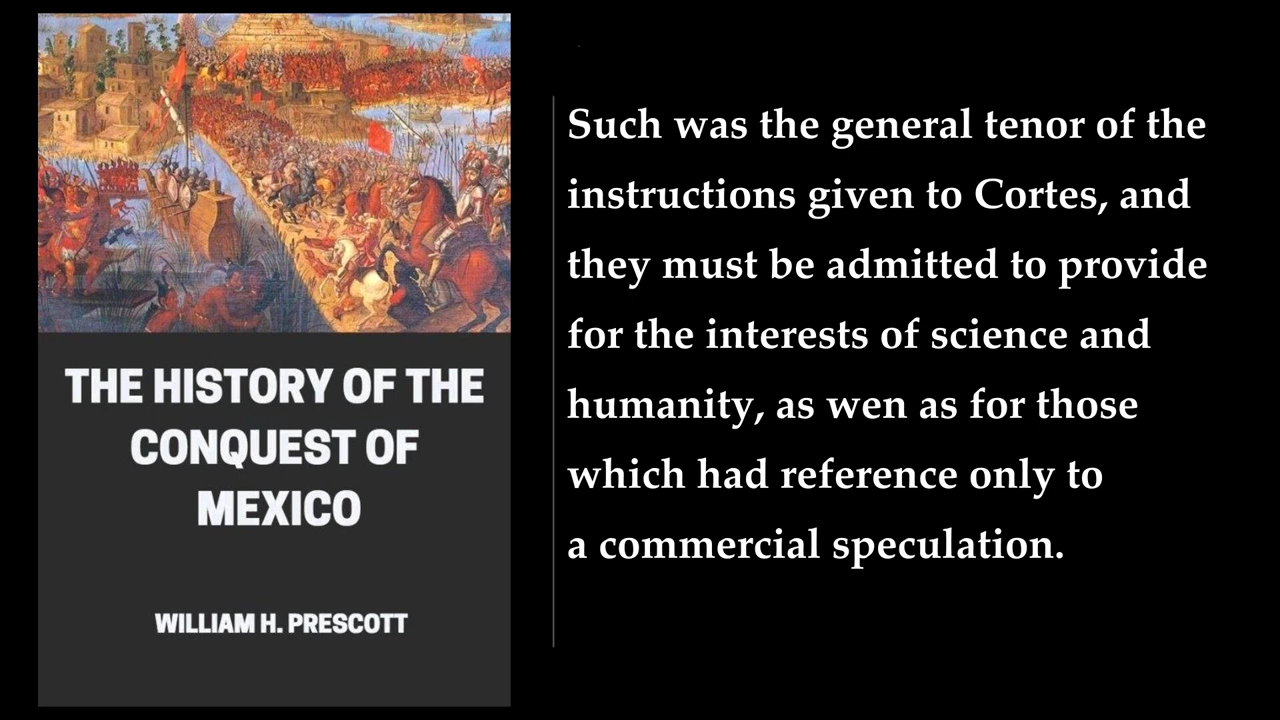 THE HISTORY OF THE
CONQUEST OF
MEXICO
WILLIAM H. PRESCOTT
Such was the general tenor of the
instructions given to Cortes, and
they must be admitted to provide
for the interests of science and
humanity, as wen as for those
which had reference only to
a commercial speculation.